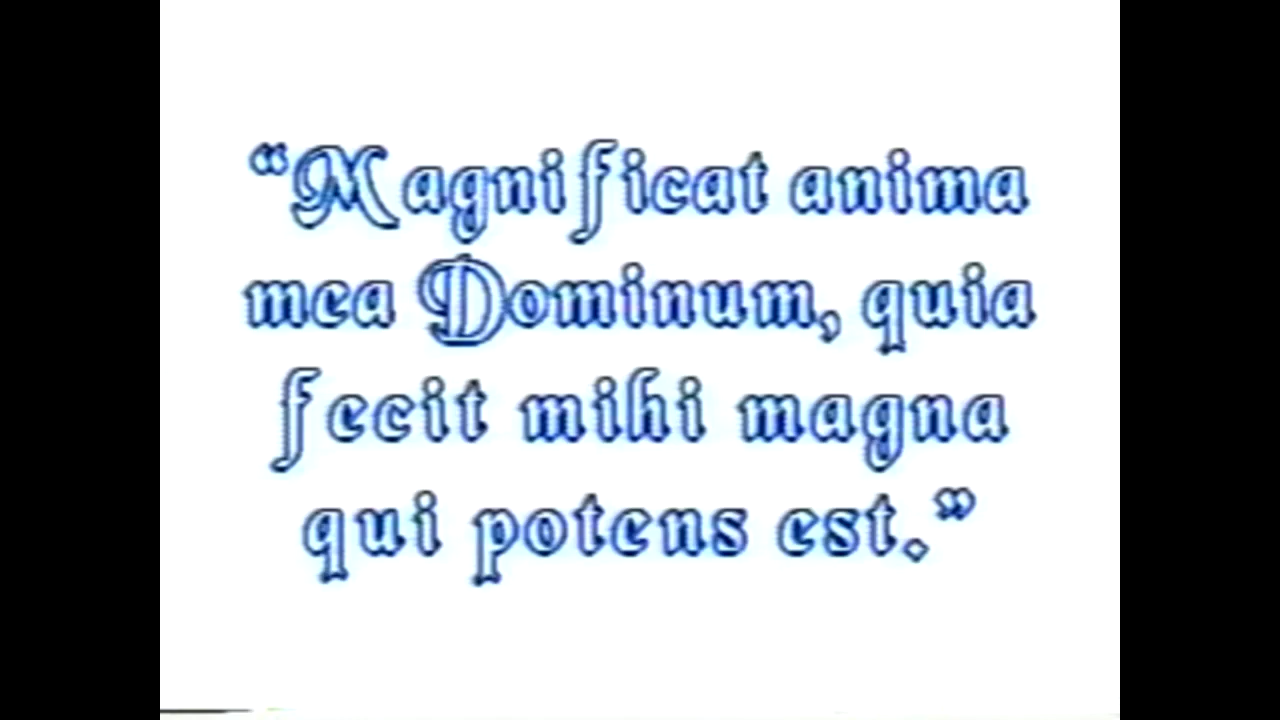 “Magnificat anima
mea Dominum, quia
fecit mihi magna
qui potens est.”